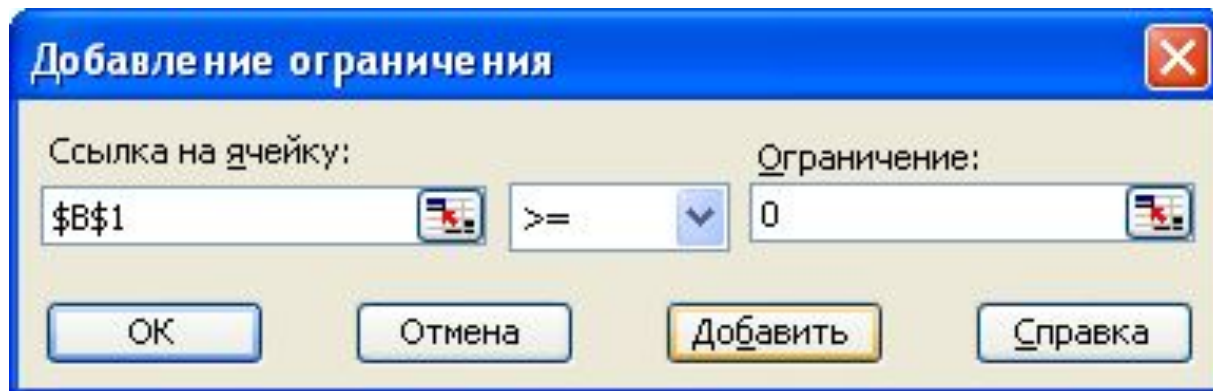 Добавление ограничения
Ссылка на ячейку:
Ограничение:
$B$1
>=
0
ОК
Отмена
Добавить
Справка